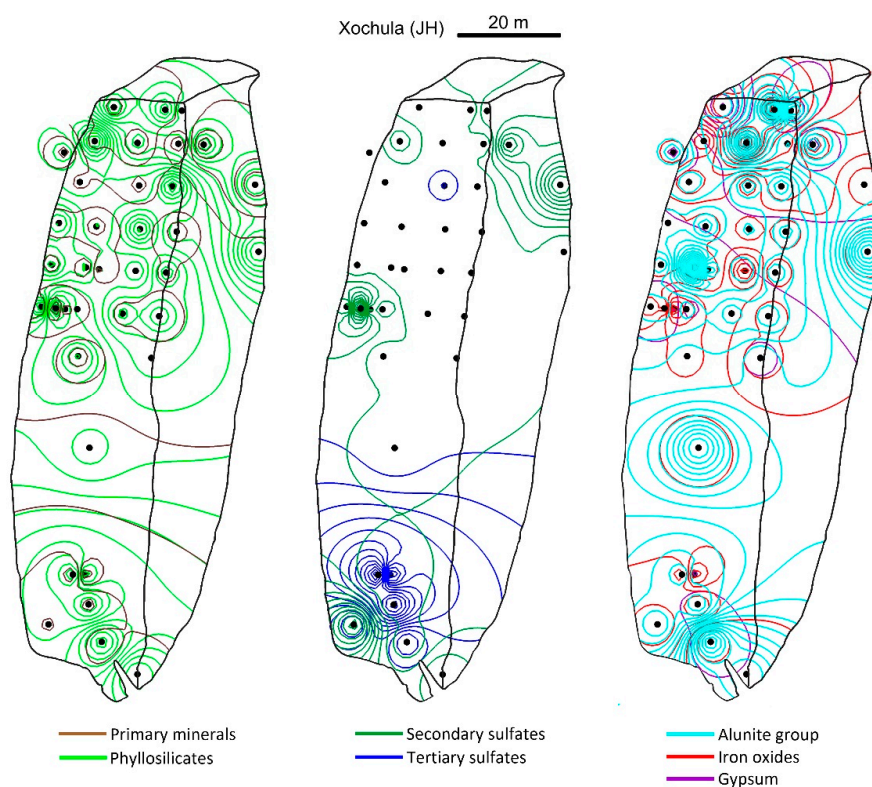 Xochula (JH) 20 m
Primary minerals
Phyllosilicates
Secondary sulfates
Tertiary sulfates
Alunite group
Iron oxides
Gypsum